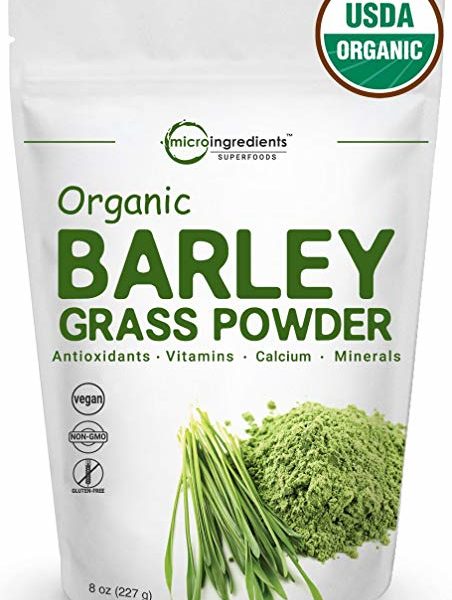 USDA
ORGANIC
microingredients™
SUPERFOODS
Organic
BARLEY
GRASS POWDER
Antioxidants · Vitamins · Calcium · Minerals
vegan
NON-GMO
GLUTEN-FREE
8 oz (227 g)